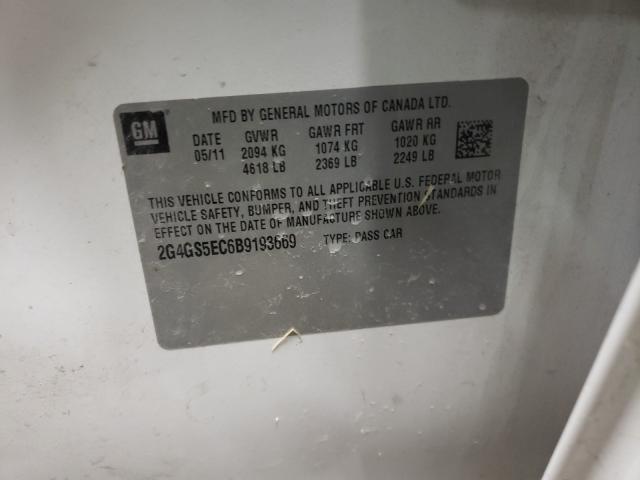 MFD BY GENERAL MOTORS OF CANADA LTD.
GM
DATE GVWR GAWR FRT GAWR RR
05/11 2094 KG 1074 KG 1020 KG
4618 LB 2369 LB 2249 LB
THIS VEHICLE CONFORMS TO ALL APPLICABLE U.S. FEDERAL MOTOR
VEHICLE SAFETY, BUMPER, AND THEFT PREVENTION STANDARDS IN
EFFECT ON THE DATE OF MANUFACTURE SHOWN ABOVE.
2G4GS5EC6B9193669 TYPE: PASS CAR